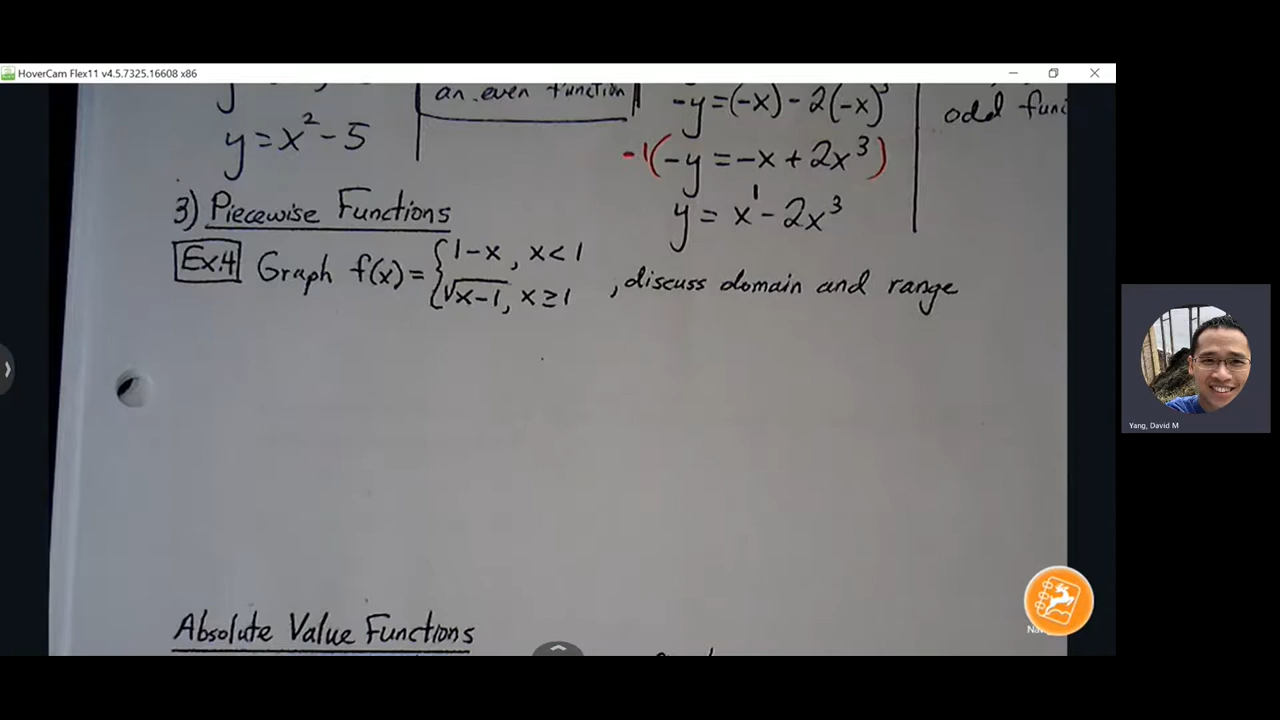 HoverCam Flex11 v4.5.7325.16608 x86
an even function
y = x² - 5
-y = (-x) - 2(-x)³
-1(-y = -x + 2x³)
y = x¹ - 2x³
odd func
3) Piecewise Functions
Ex.4 Graph f(x) = { 1-x, x < 1
√x-1, x ≥ 1 , discuss domain and range
Absolute Value Functions
Yang, David M